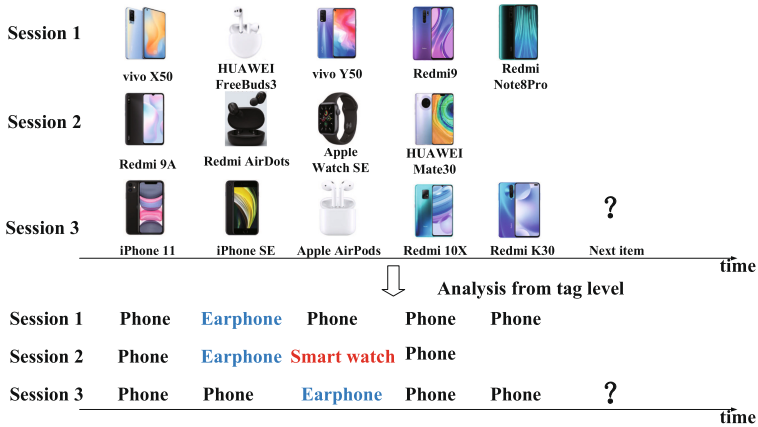 Session 1
vivo X50
HUAWEI
FreeBuds3
vivo Y50
Redmi9
Redmi
Note8Pro
Session 2
Redmi 9A
Redmi AirDots
Apple
Watch SE
HUAWEI
Mate30
Session 3
iPhone 11
iPhone SE
Apple AirPods
Redmi 10X
Redmi K30
?
Next item
time
Analysis from tag level
Session 1 Phone Earphone Phone Phone Phone
Session 2 Phone Earphone Smart watch Phone
Session 3 Phone Phone Earphone Phone Phone ?
time